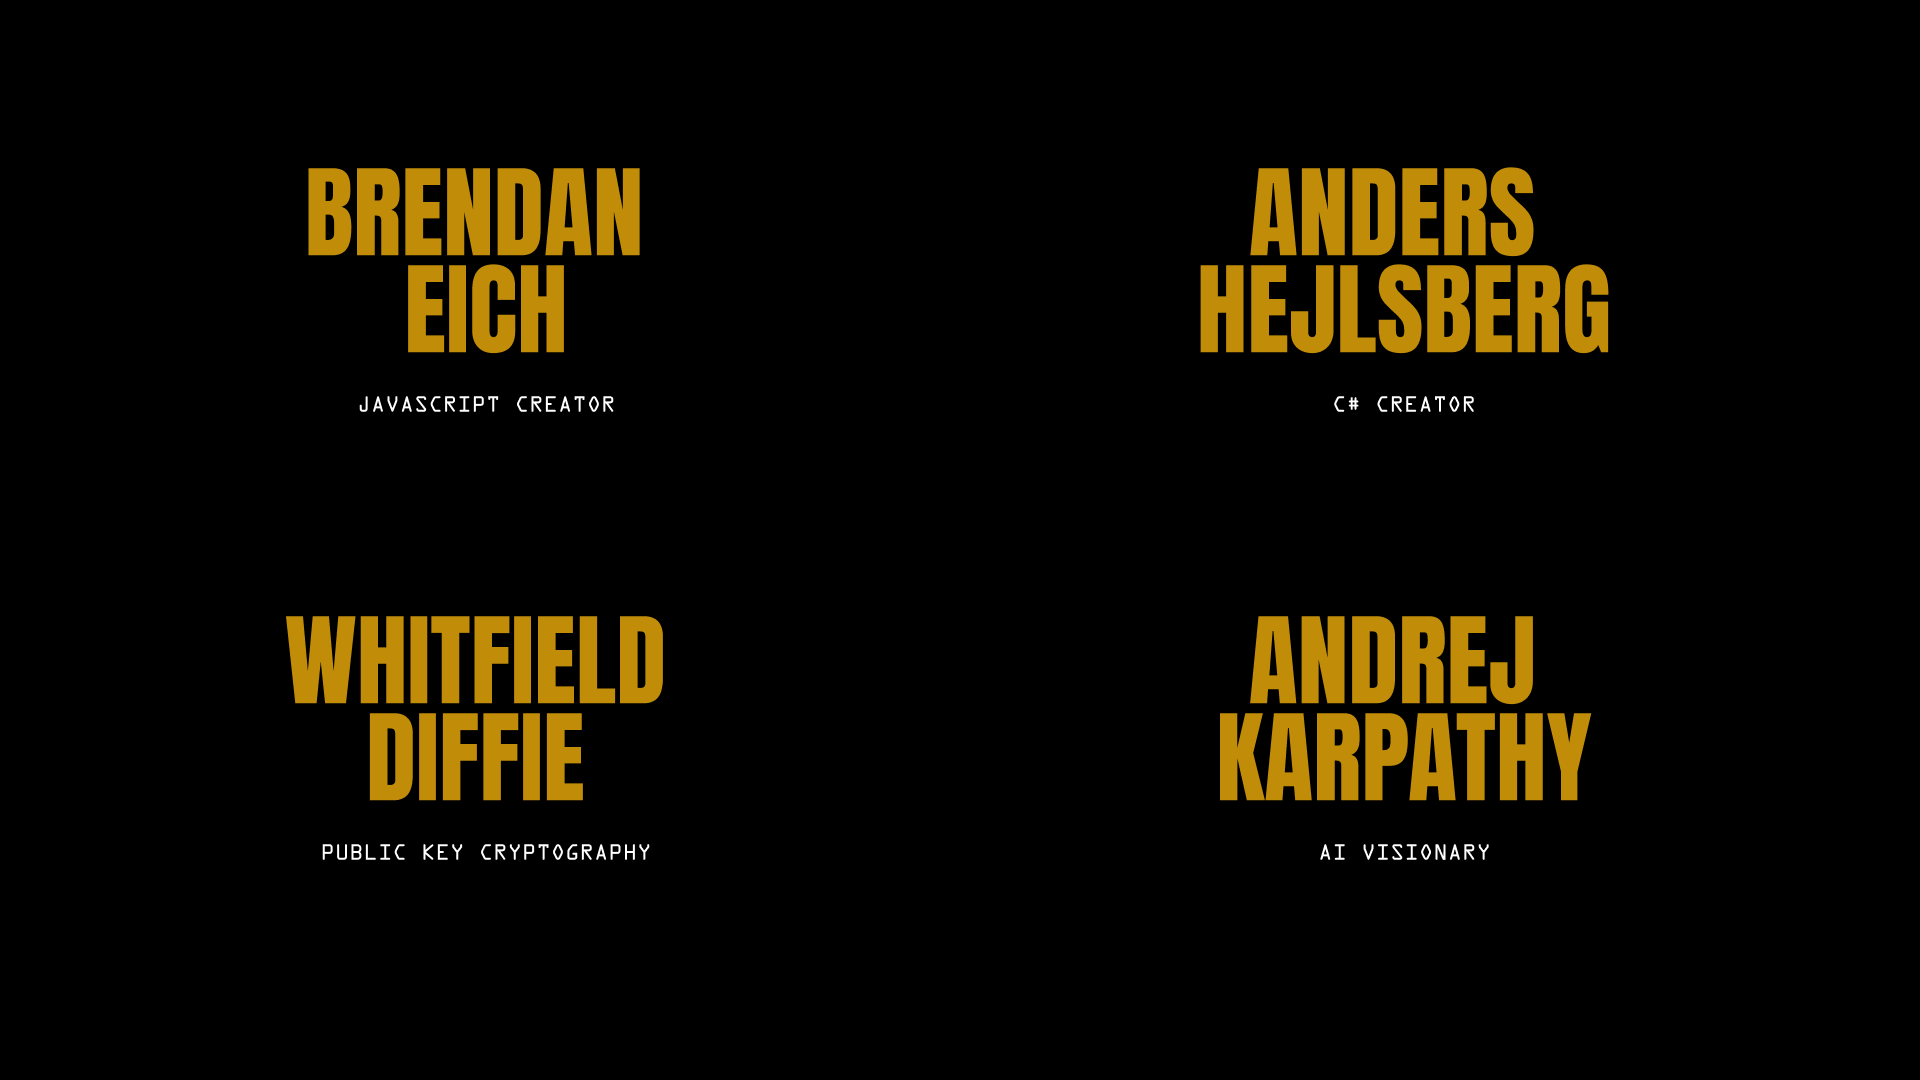 BRENDAN
EICH
JAVASCRIPT CREATOR
ANDERS
HEJLSBERG
C# CREATOR
WHITFIELD
DIFFIE
PUBLIC KEY CRYPTOGRAPHY
ANDREJ
KARPATHY
AI VISIONARY